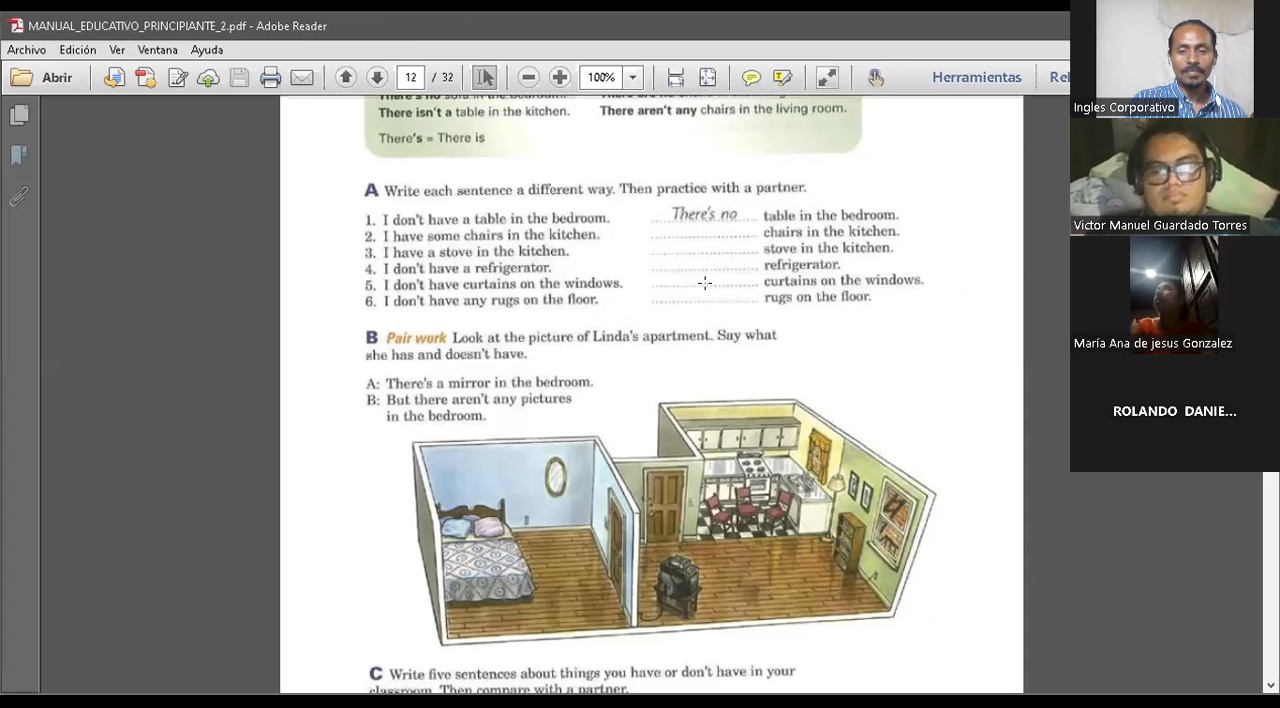 MANUAL_EDUCATIVO_PRINCIPIANTE_2.pdf - Adobe Reader
Archivo Edición Ver Ventana Ayuda
Abrir 12 / 32 100% Herramientas
There isn't a table in the kitchen. There aren't any chairs in the living room.
There's = There is
A Write each sentence a different way. Then practice with a partner.
1. I don't have a table in the bedroom. There's no table in the bedroom.
2. I have some chairs in the kitchen. chairs in the kitchen.
3. I have a stove in the kitchen. stove in the kitchen.
4. I don't have a refrigerator. refrigerator.
5. I don't have curtains on the windows. curtains on the windows.
6. I don't have any rugs on the floor. rugs on the floor.
B Pair work Look at the picture of Linda's apartment. Say what
she has and doesn't have.
A: There's a mirror in the bedroom.
B: But there aren't any pictures
in the bedroom.
C Write five sentences about things you have or don't have in your
classroom. Then compare with a partner.
Ingles Corporativo
Victor Manuel Guardado Torres
María Ana de jesus Gonzalez
ROLANDO DANIE...